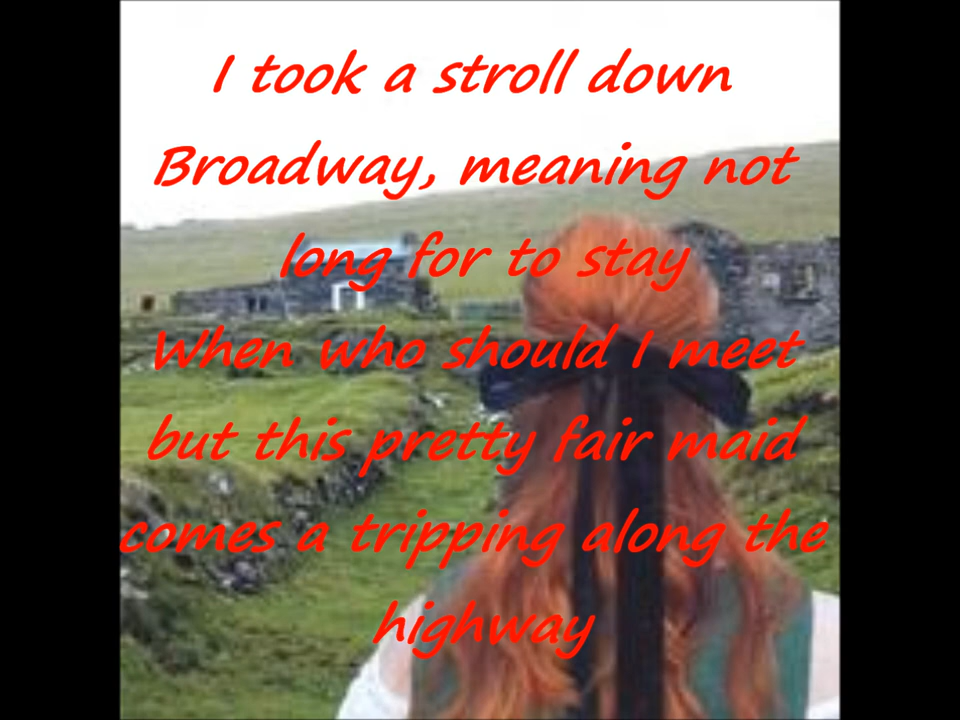 I took a stroll down
Broadway, meaning not
long for to stay
When who should I meet
but this pretty fair maid
comes a tripping along the
highway